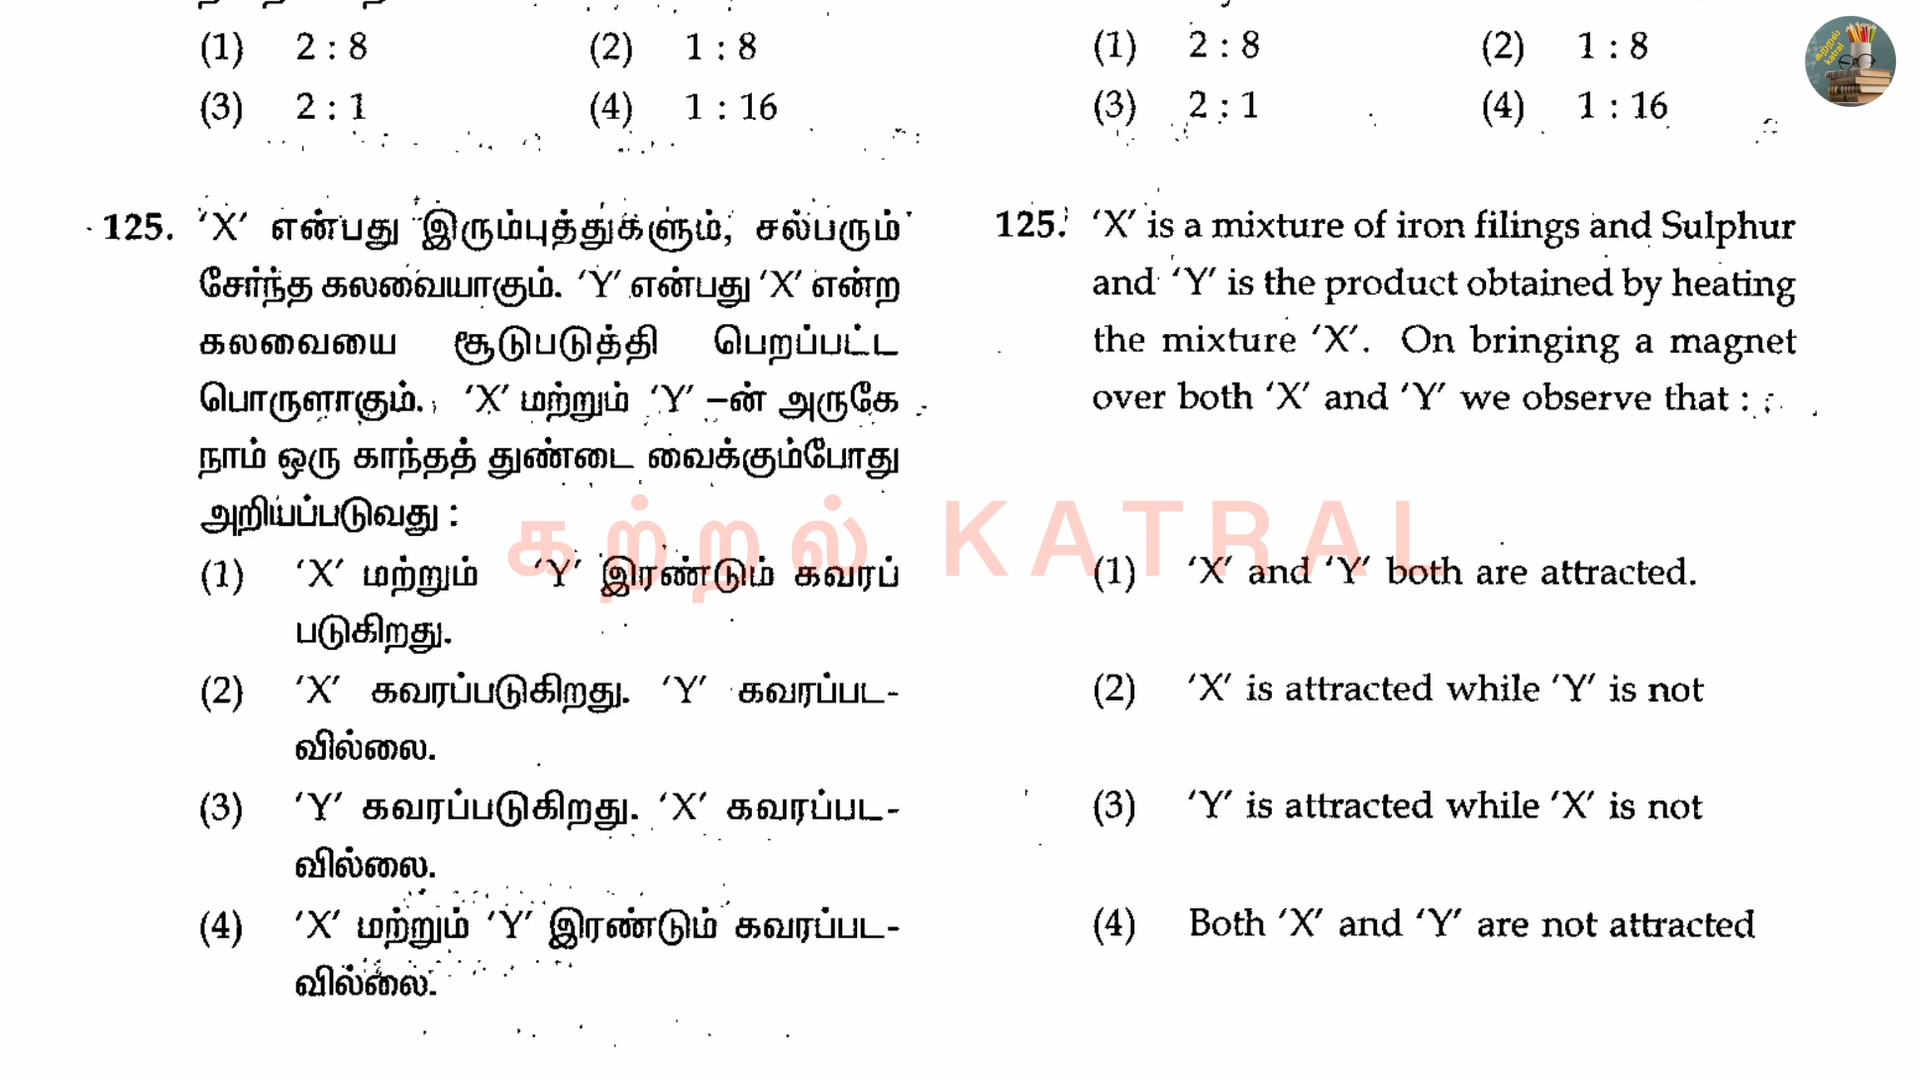 (1) 2 : 8 (2) 1 : 8
(3) 2 : 1 (4) 1 : 16
125. 'X' என்பது இரும்புத்துகளும், சல்பரும்
சேர்ந்த கலவையாகும். 'Y' என்பது 'X' என்ற
கலவையை சூடுபடுத்தி பெறப்பட்ட
பொருளாகும். 'X' மற்றும் 'Y' –ன் அருகே
நாம் ஒரு காந்தத் துண்டை வைக்கும்போது
அறியப்படுவது :
(1) 'X' மற்றும் 'Y' இரண்டும் கவரப்
படுகிறது.
(2) 'X' கவரப்படுகிறது. 'Y' கவரப்பட-
வில்லை.
(3) 'Y' கவரப்படுகிறது. 'X' கவரப்பட-
வில்லை.
(4) 'X' மற்றும் 'Y' இரண்டும் கவரப்பட-
வில்லை.
(1) 2 : 8 (2) 1 : 8
(3) 2 : 1 (4) 1 : 16
125. 'X' is a mixture of iron filings and Sulphur
and 'Y' is the product obtained by heating
the mixture 'X'. On bringing a magnet
over both 'X' and 'Y' we observe that :
(1) 'X' and 'Y' both are attracted.
(2) 'X' is attracted while 'Y' is not
(3) 'Y' is attracted while 'X' is not
(4) Both 'X' and 'Y' are not attracted
கற்றல் KATRAL
கற்றல்
katral